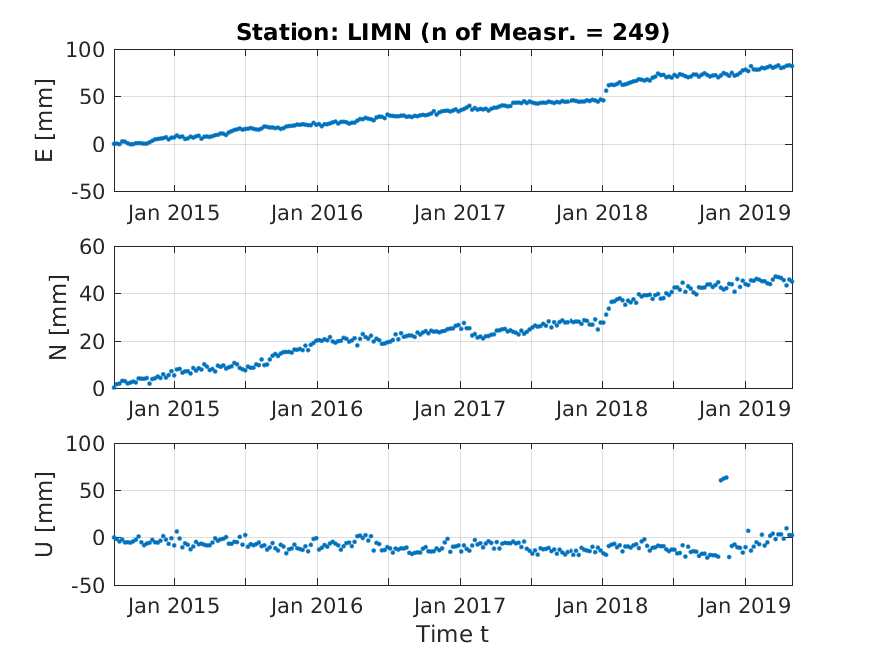 Station: LIMN (n of Measr. = 249)
E [mm]
100
50
0
-50
Jan 2015 Jan 2016 Jan 2017 Jan 2018 Jan 2019
N [mm]
60
40
20
0
Jan 2015 Jan 2016 Jan 2017 Jan 2018 Jan 2019
U [mm]
100
50
0
-50
Jan 2015 Jan 2016 Jan 2017 Jan 2018 Jan 2019
Time t